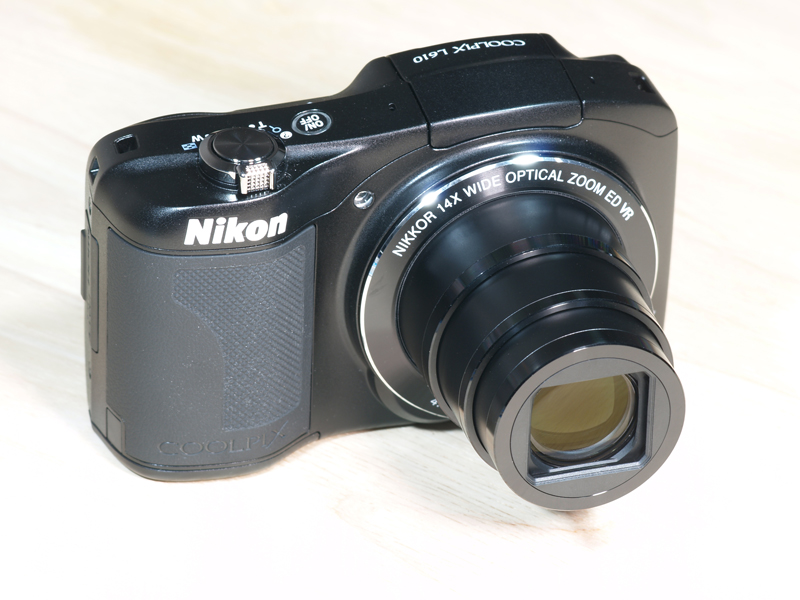 COOLPIX L610
ON/
OFF
W
T
Nikon
NIKKOR 14X WIDE OPTICAL ZOOM ED VR
COOLPIX